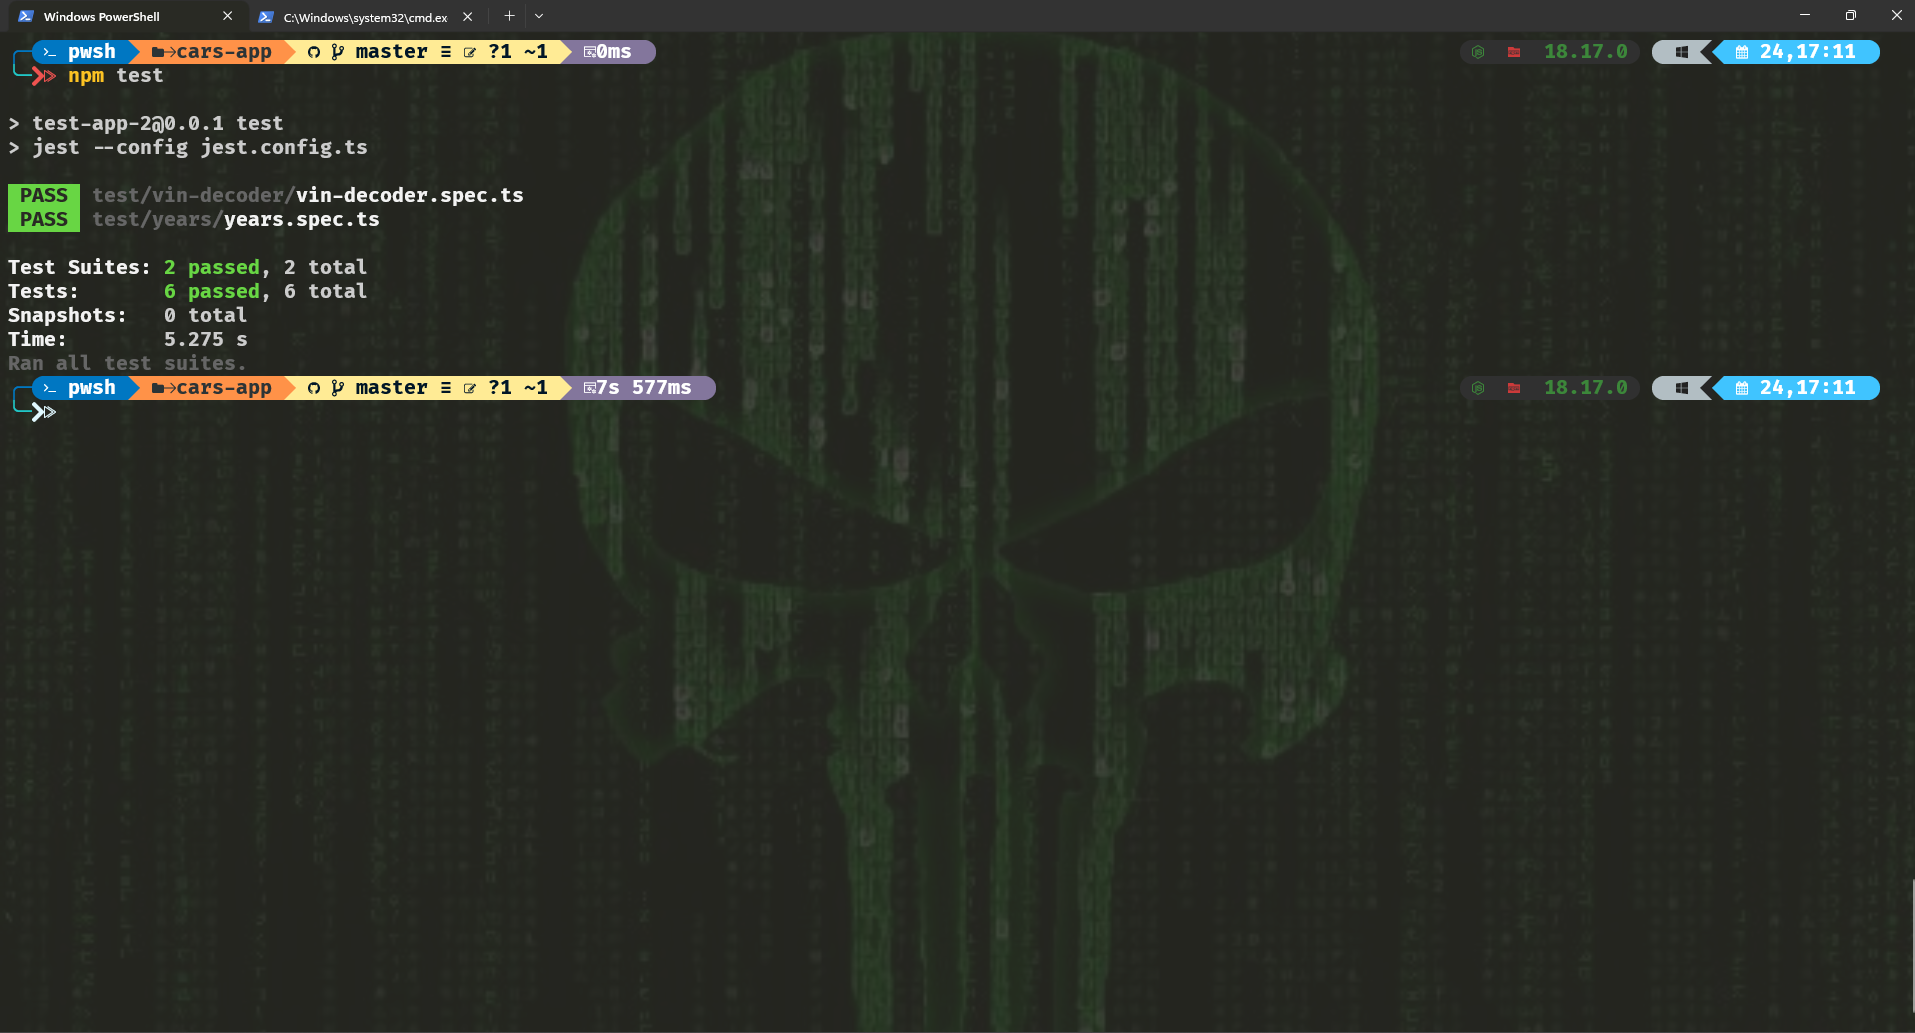 Windows PowerShell C:\Windows\system32\cmd.ex
pwsh cars-app master ≡ ?1 ~1 0ms 18.17.0 24,17:11
npm test
> test-app-2@0.0.1 test
> jest --config jest.config.ts
PASS test/vin-decoder/vin-decoder.spec.ts
PASS test/years/years.spec.ts
Test Suites: 2 passed, 2 total
Tests: 6 passed, 6 total
Snapshots: 0 total
Time: 5.275 s
Ran all test suites.
pwsh cars-app master ≡ ?1 ~1 7s 577ms 18.17.0 24,17:11